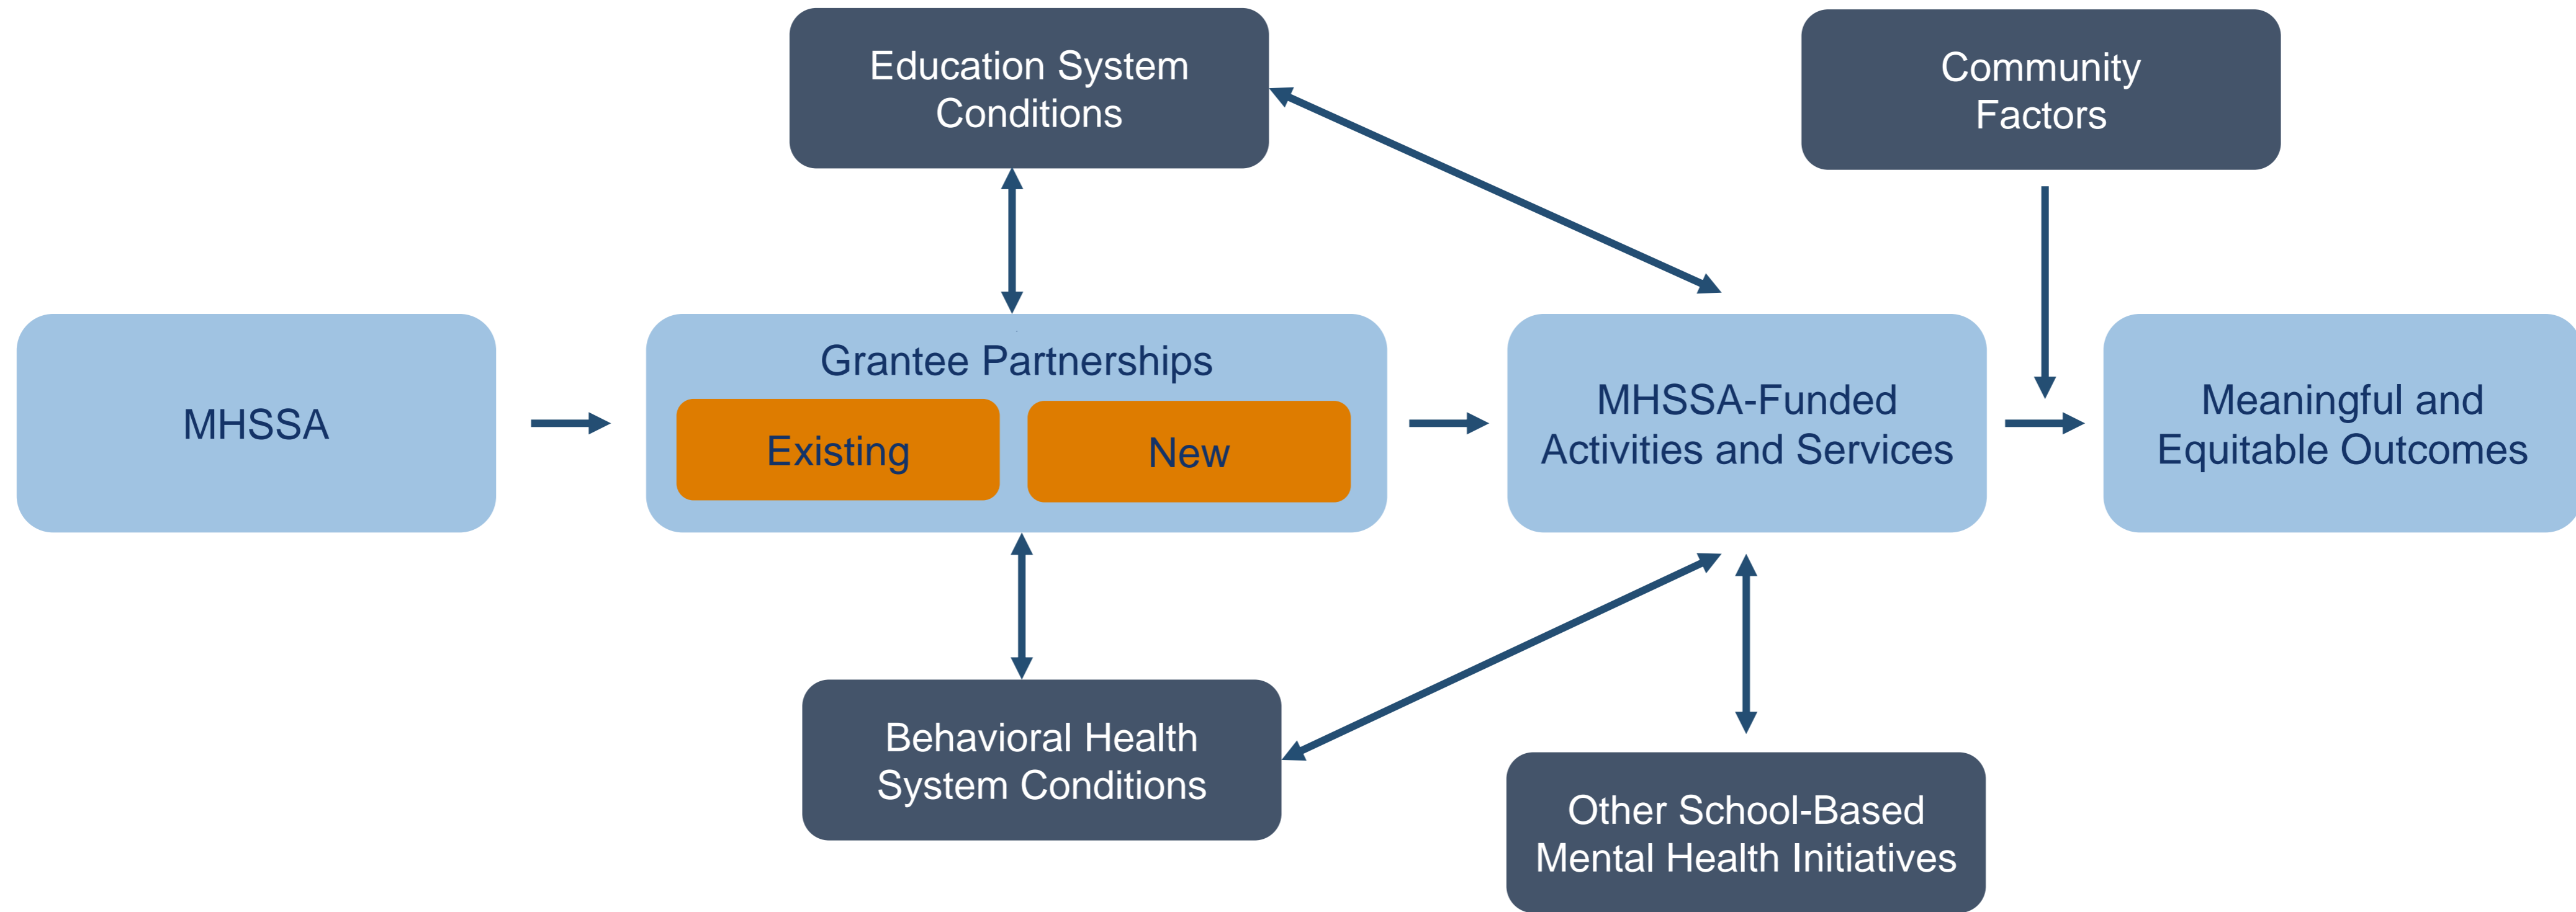 Education System
Conditions
Community
Factors
MHSSA
Grantee Partnerships
Existing
New
MHSSA-Funded
Activities and Services
Meaningful and
Equitable Outcomes
Behavioral Health
System Conditions
Other School-Based
Mental Health Initiatives